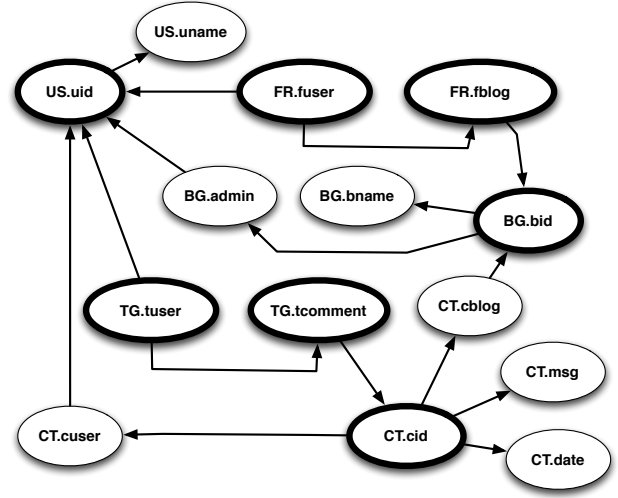 US.uname
US.uid
FR.fuser
FR.fblog
BG.admin
BG.bname
BG.bid
TG.tuser
TG.tcomment
CT.cblog
CT.msg
CT.cuser
CT.cid
CT.date